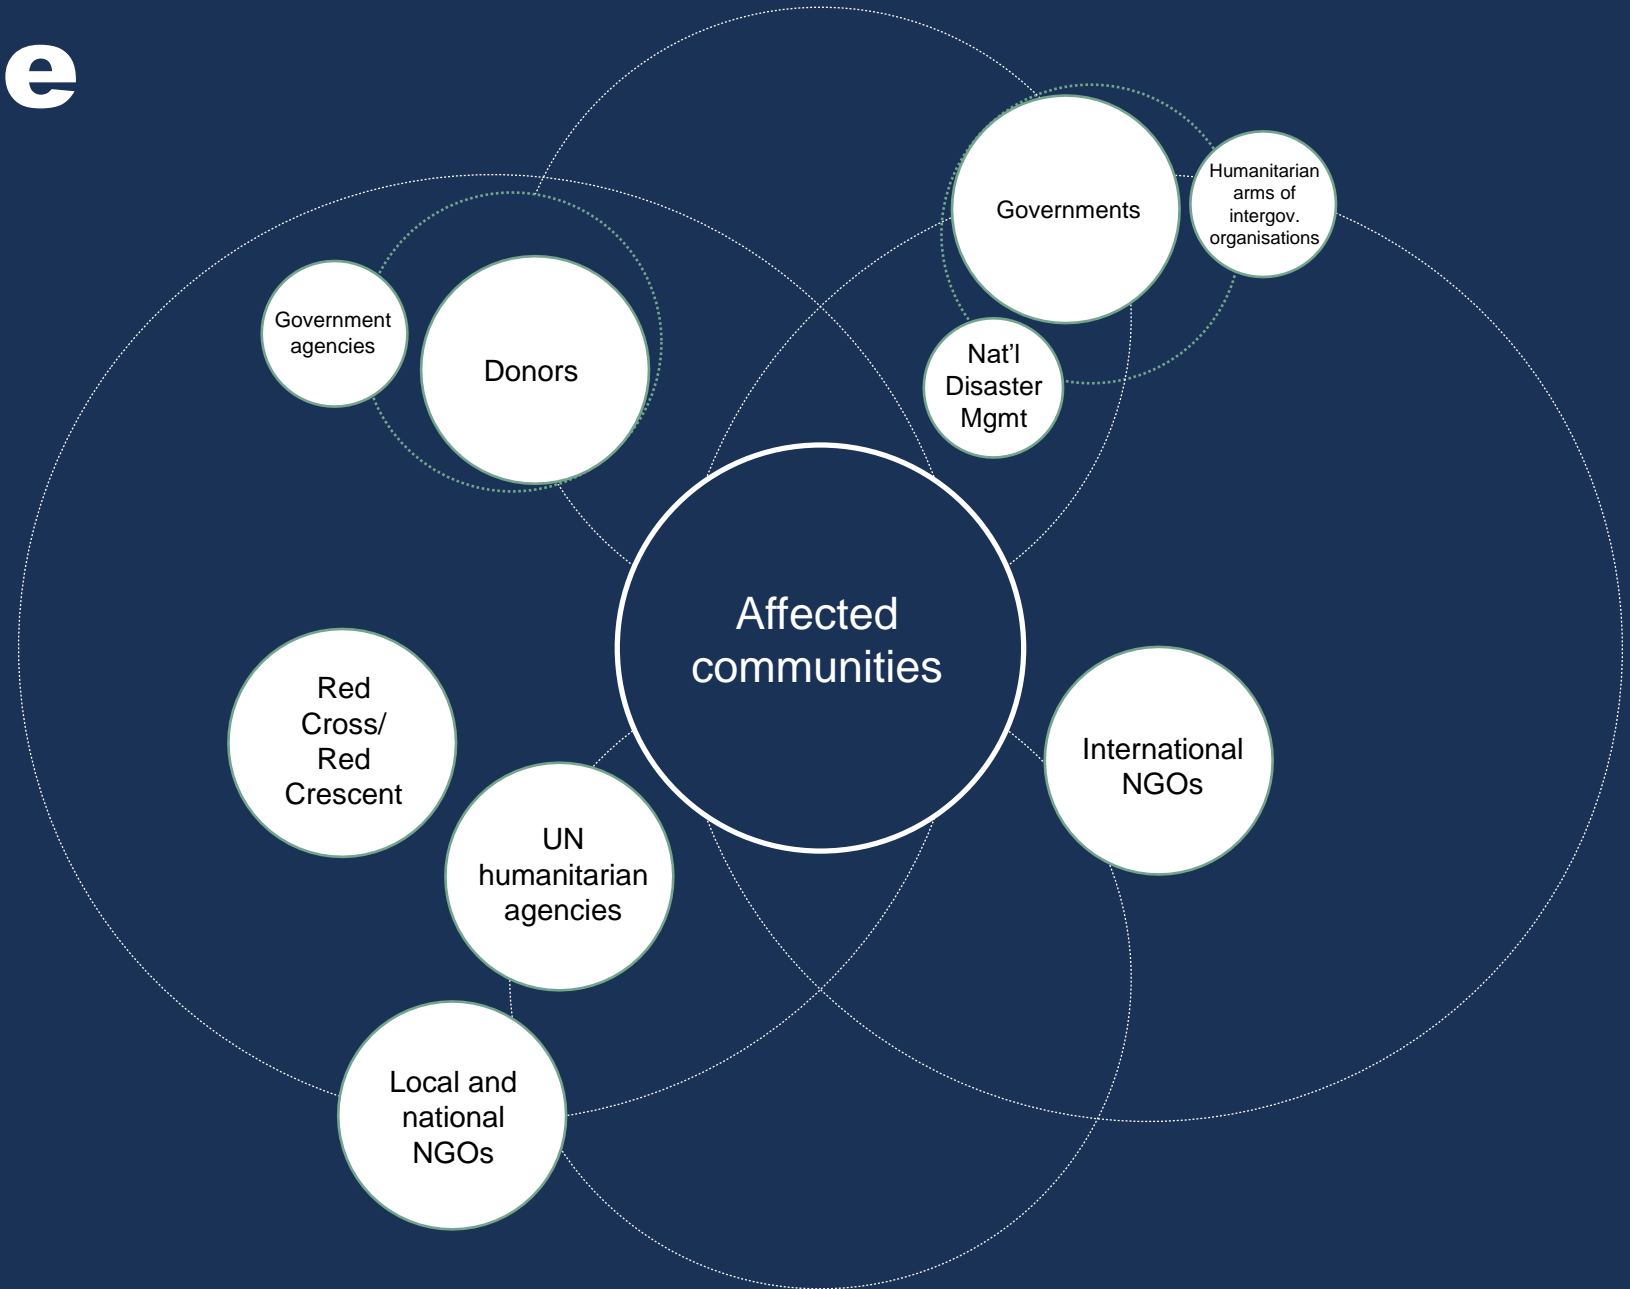 e
Governments
Humanitarian
arms of
intergov.
organisations
Government
agencies
Donors
Nat’l
Disaster
Mgmt
Affected
communities
Red
Cross/
Red
Crescent
International
NGOs
UN
humanitarian
agencies
Local and
national
NGOs